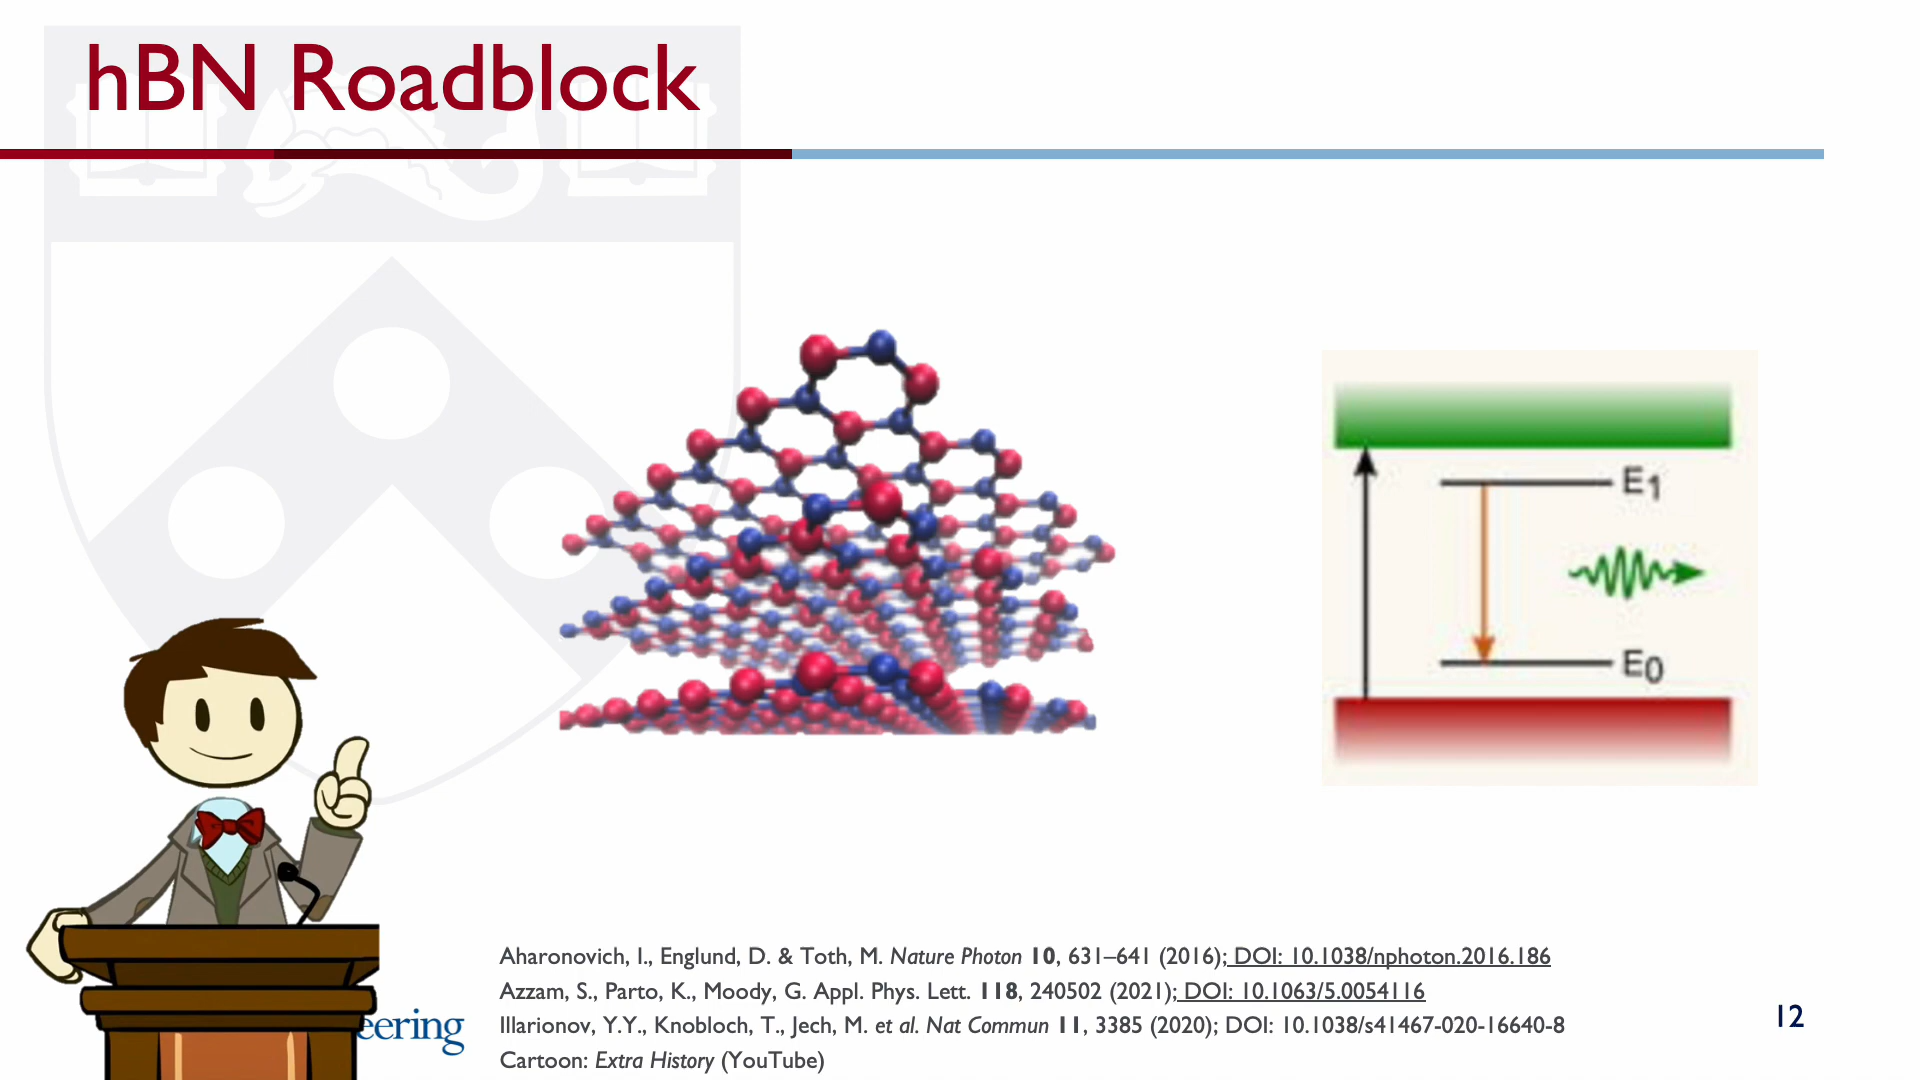 hBN Roadblock
E1
E0
Aharonovich, I., Englund, D. & Toth, M. Nature Photon 10, 631–641 (2016); DOI: 10.1038/nphoton.2016.186
Azzam, S., Parto, K., Moody, G. Appl. Phys. Lett. 118, 240502 (2021); DOI: 10.1063/5.0054116
Illarionov, Y.Y., Knobloch, T., Jech, M. et al. Nat Commun 11, 3385 (2020); DOI: 10.1038/s41467-020-16640-8
Cartoon: Extra History (YouTube)
eering
12